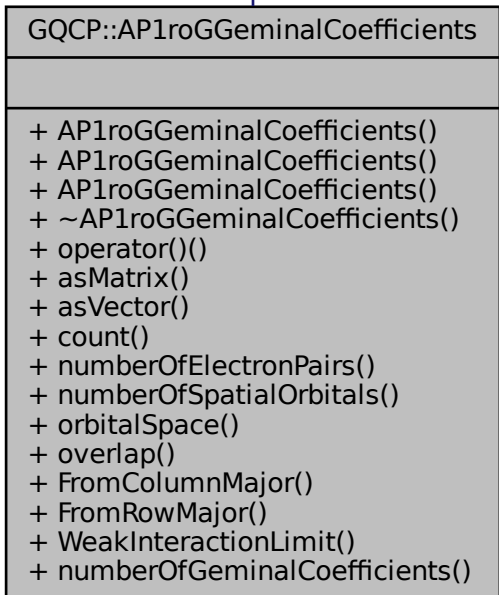 GQCP::AP1roGGeminalCoefficients
+ AP1roGGeminalCoefficients()
+ AP1roGGeminalCoefficients()
+ AP1roGGeminalCoefficients()
+ ~AP1roGGeminalCoefficients()
+ operator()()
+ asMatrix()
+ asVector()
+ count()
+ numberOfElectronPairs()
+ numberOfSpatialOrbitals()
+ orbitalSpace()
+ overlap()
+ FromColumnMajor()
+ FromRowMajor()
+ WeakInteractionLimit()
+ numberOfGeminalCoefficients()